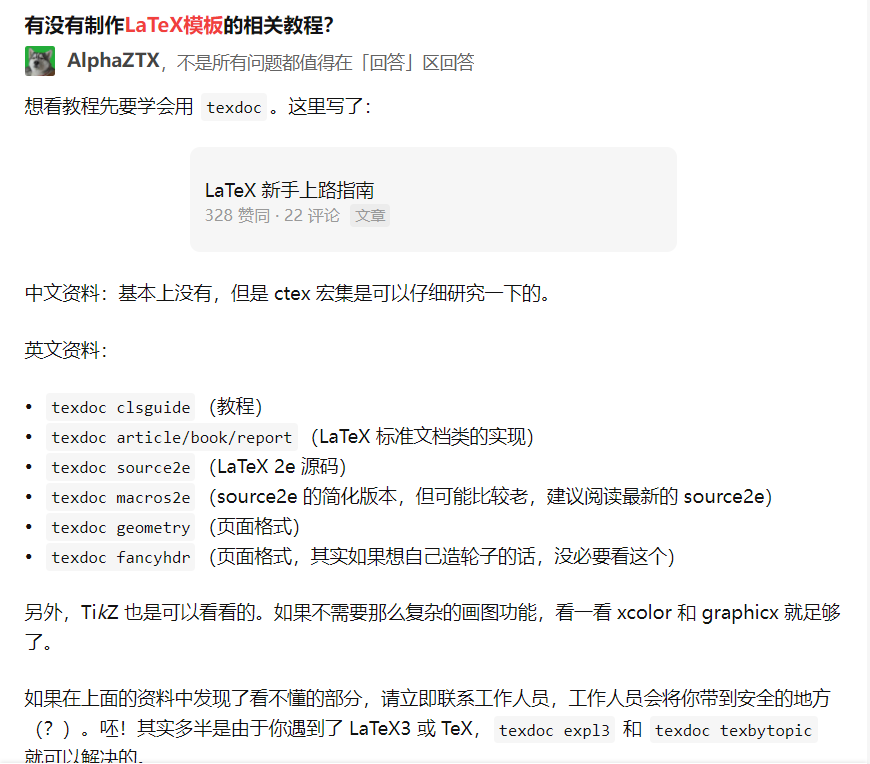 有没有制作LaTeX模板的相关教程？
AlphaZTX，不是所有问题都值得在「回答」区回答
想看教程先要学会用 texdoc 。这里写了：
LaTeX 新手上路指南
328 赞同 · 22 评论 文章
中文资料：基本上没有，但是 ctex 宏集是可以仔细研究一下的。
英文资料：
• texdoc clsguide （教程）
• texdoc article/book/report （LaTeX 标准文档类的实现）
• texdoc source2e （LaTeX 2e 源码）
• texdoc macros2e （source2e 的简化版本，但可能比较老，建议阅读最新的 source2e）
• texdoc geometry （页面格式）
• texdoc fancyhdr （页面格式，其实如果想自己造轮子的话，没必要看这个）
另外，TikZ 也是可以看看的。如果不需要那么复杂的画图功能，看一看 xcolor 和 graphicx 就足够
了。
如果在上面的资料中发现了看不懂的部分，请立即联系工作人员，工作人员会将你带到安全的地方
（？）。呸！其实多半是由于你遇到了 LaTeX3 或 TeX， texdoc expl3 和 texdoc texbytopic
就可以解决的。